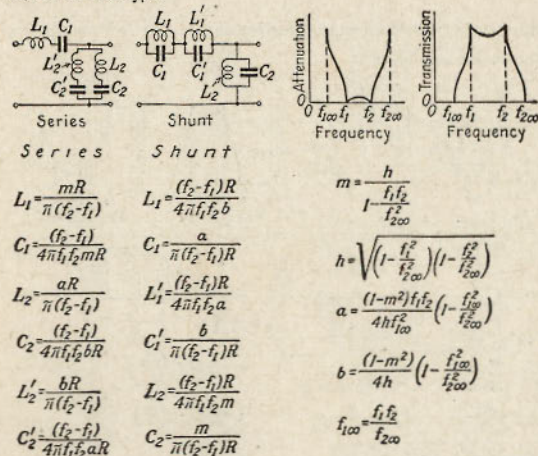 L₁ C₁
L₂' L₂
C₂' C₂
Series
L₁ L₁'
C₁ C₁'
L₂ C₂
Shunt
Attenuation
0 f₁∞ f₁ f₂ f₂∞
Frequency
Transmission
0 f₁∞ f₁ f₂ f₂∞
Frequency
Series Shunt
L₁=mR/π(f₂-f₁)
C₁=(f₂-f₁)/4πf₁f₂mR
L₂=aR/π(f₂-f₁)
C₂=(f₂-f₁)/4πf₁f₂bR
L₂'=bR/π(f₂-f₁)
C₂'=(f₂-f₁)/4πf₁f₂aR
L₁=(f₂-f₁)R/4πf₁f₂b
C₁=a/π(f₂-f₁)R
L₁'=(f₂-f₁)R/4πf₁f₂a
C₁'=b/π(f₂-f₁)R
L₂=(f₂-f₁)R/4πf₁f₂m
C₂=m/π(f₂-f₁)R
m=h/(1-f₁f₂/f₂∞²)
h=√((1-f₁²/f₂∞²)(1-f₂²/f₂∞²))
a=(1-m²)f₁f₂/4hf₁∞²(1-f₁∞²/f₂∞²)
b=(1-m²)/4h(1-f₁∞²/f₂∞²)
f₁∞=f₁f₂/f₂∞